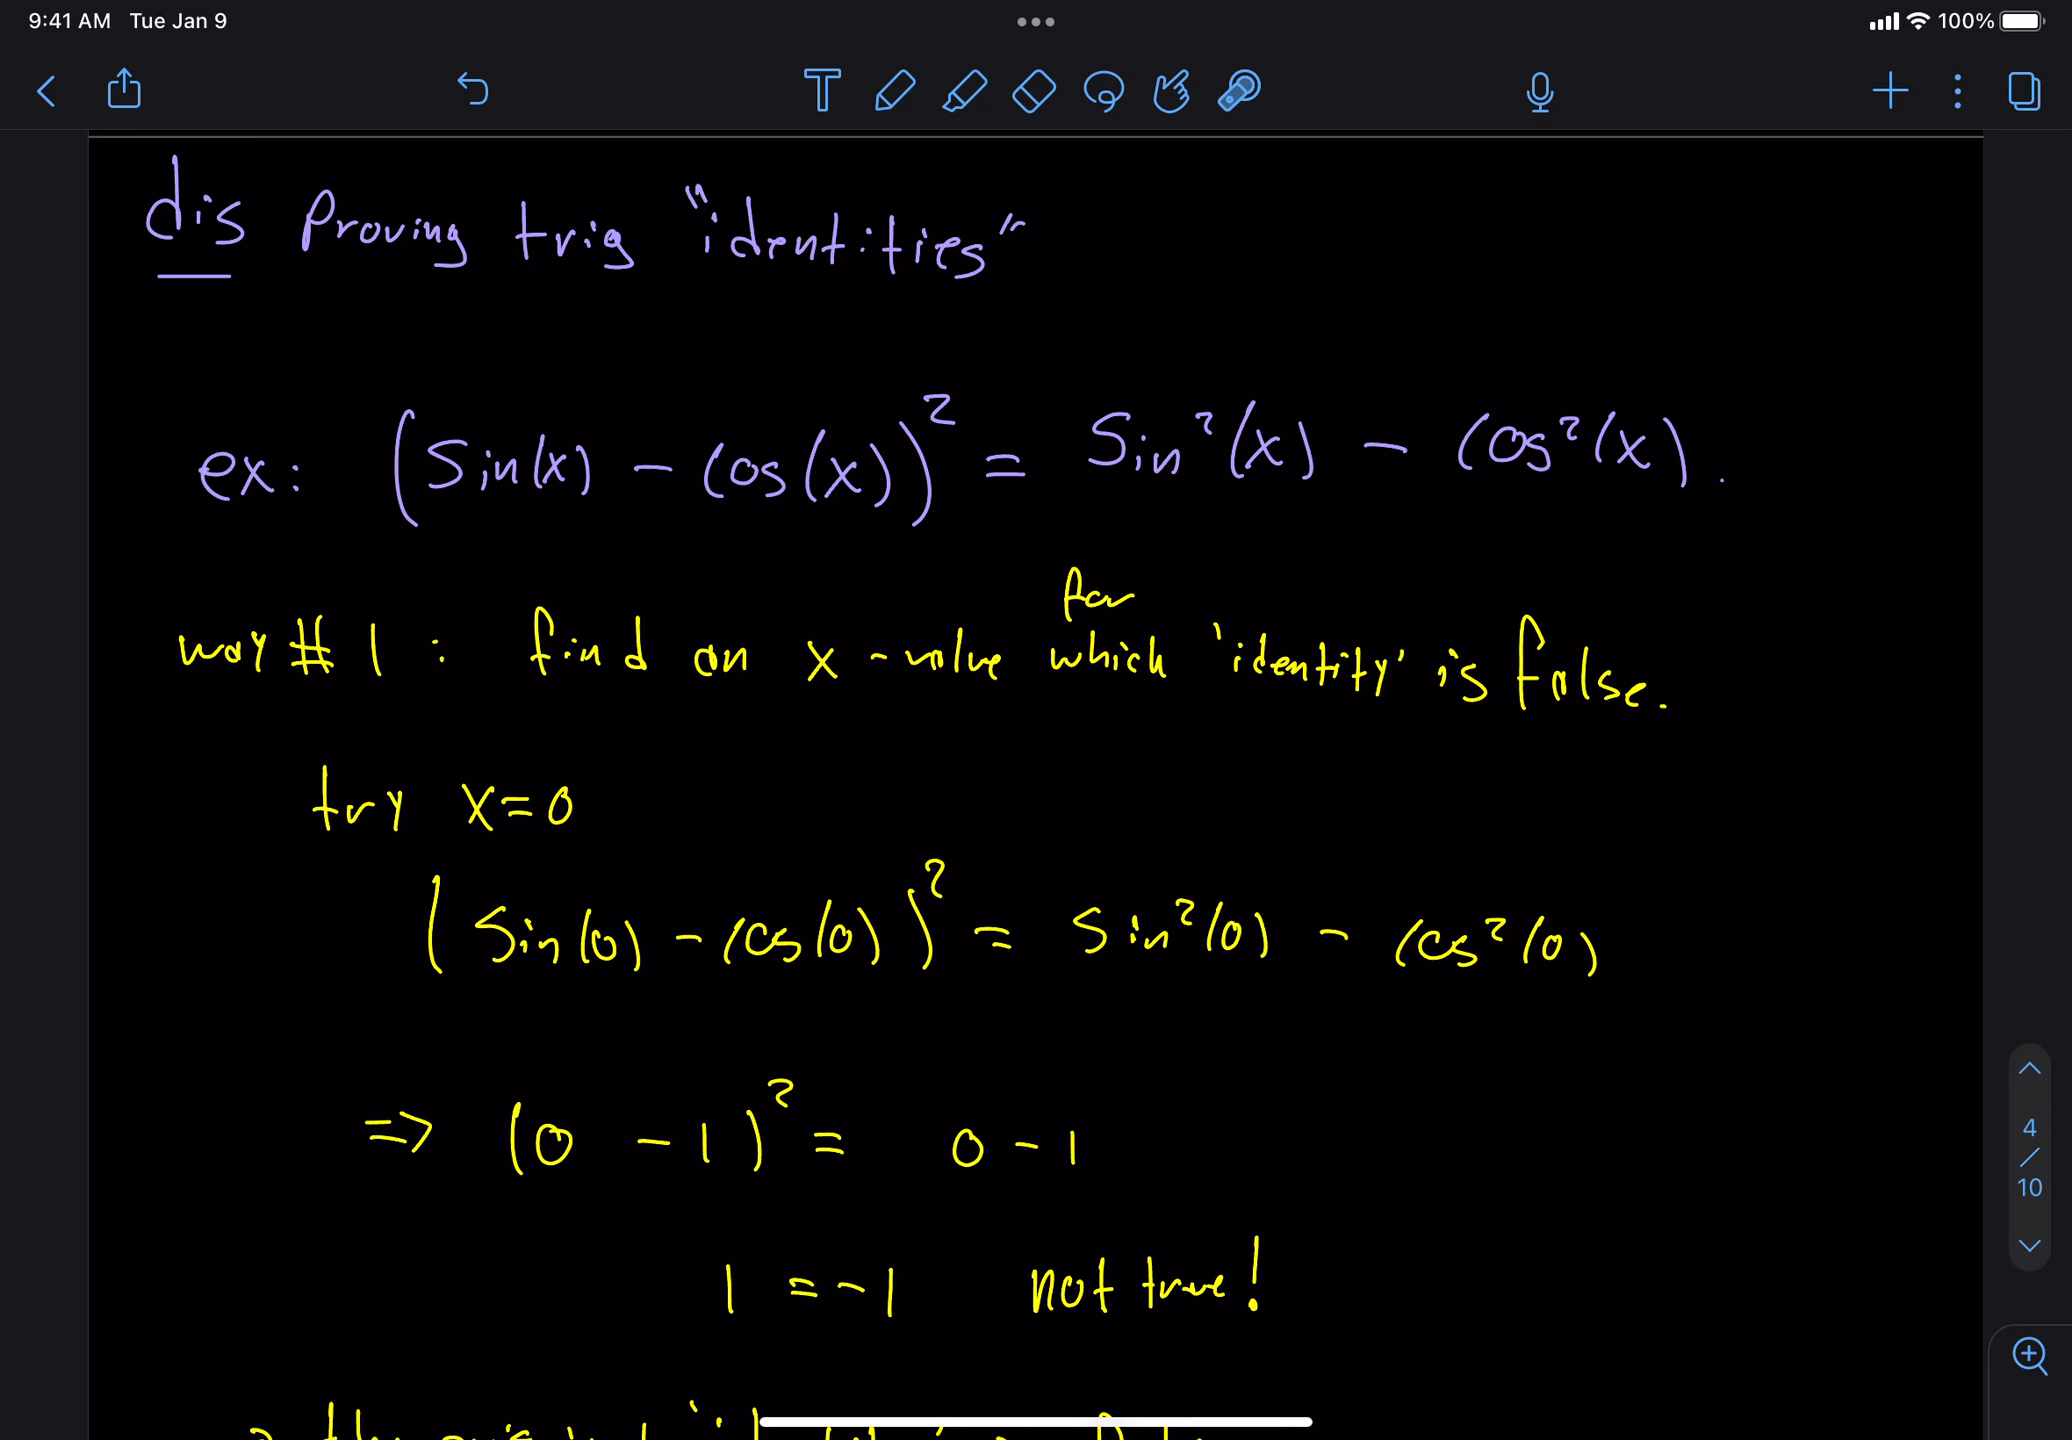 9:41 AM Tue Jan 9
100%
dis Proving trig "identities"
ex: (Sin(x) - Cos(x))² = Sin²(x) - Cos²(x).
for
way # 1 : find an x-value which 'identity' is false.
try x=0
(Sin(0) - Cos(0))² = Sin²(0) - Cos²(0)
=> (0 - 1)² = 0 - 1
1 = -1 not true!
4
/
10